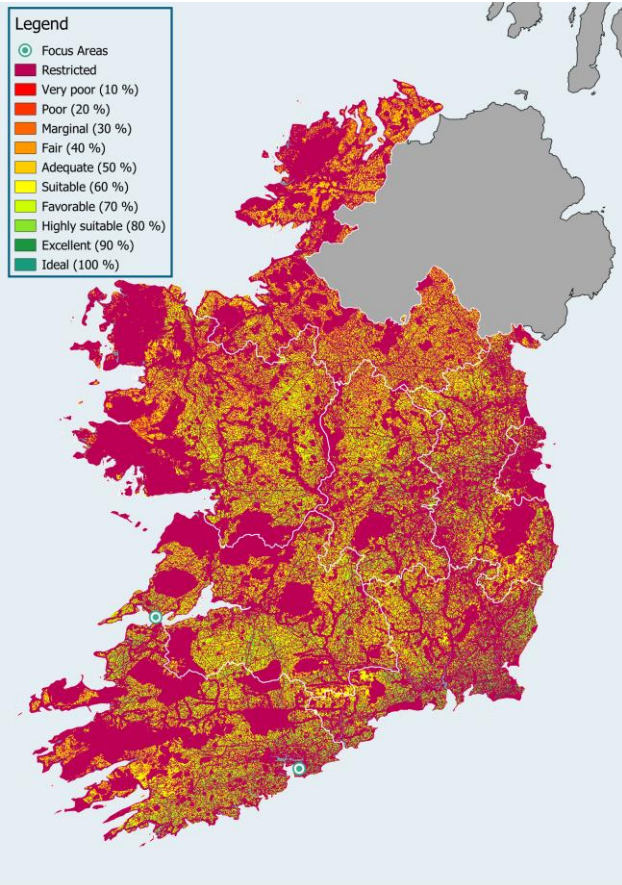 Legend
Focus Areas
Restricted
Very poor (10 %)
Poor (20 %)
Marginal (30 %)
Fair (40 %)
Adequate (50 %)
Suitable (60 %)
Favorable (70 %)
Highly suitable (80 %)
Excellent (90 %)
Ideal (100 %)